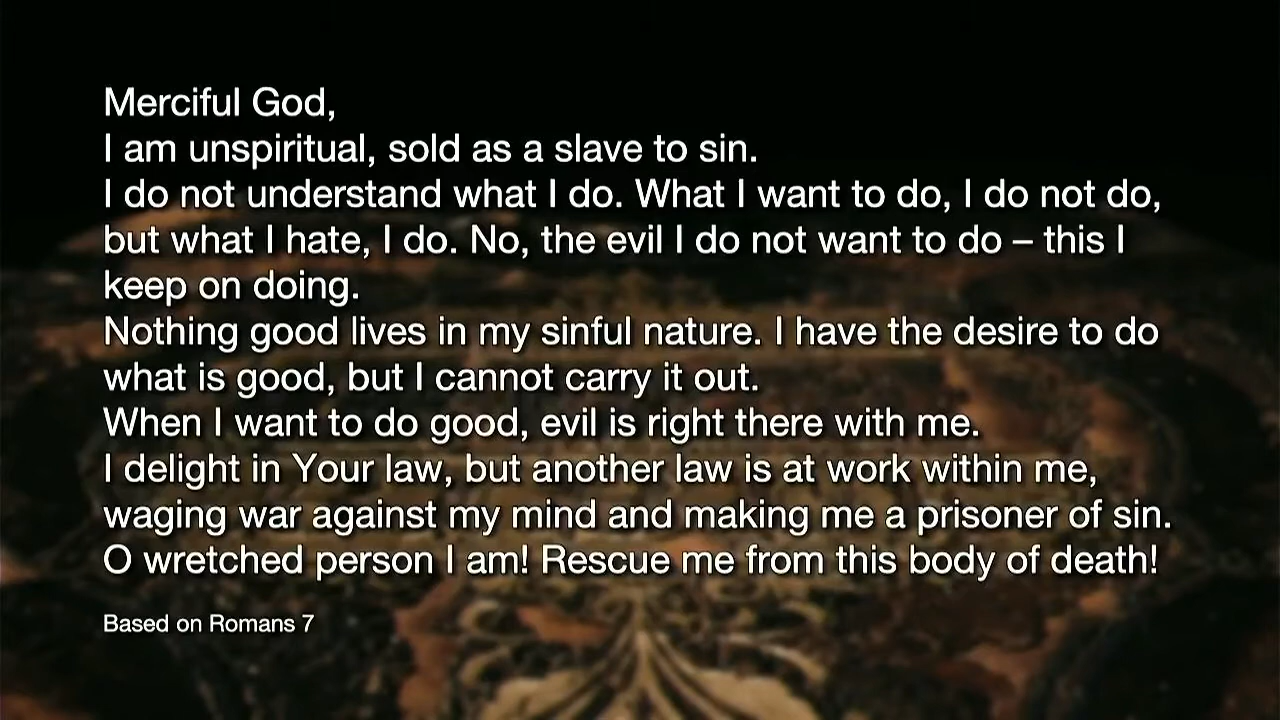 Merciful God,
I am unspiritual, sold as a slave to sin.
I do not understand what I do. What I want to do, I do not do,
but what I hate, I do. No, the evil I do not want to do – this I
keep on doing.
Nothing good lives in my sinful nature. I have the desire to do
what is good, but I cannot carry it out.
When I want to do good, evil is right there with me.
I delight in Your law, but another law is at work within me,
waging war against my mind and making me a prisoner of sin.
O wretched person I am! Rescue me from this body of death!
Based on Romans 7